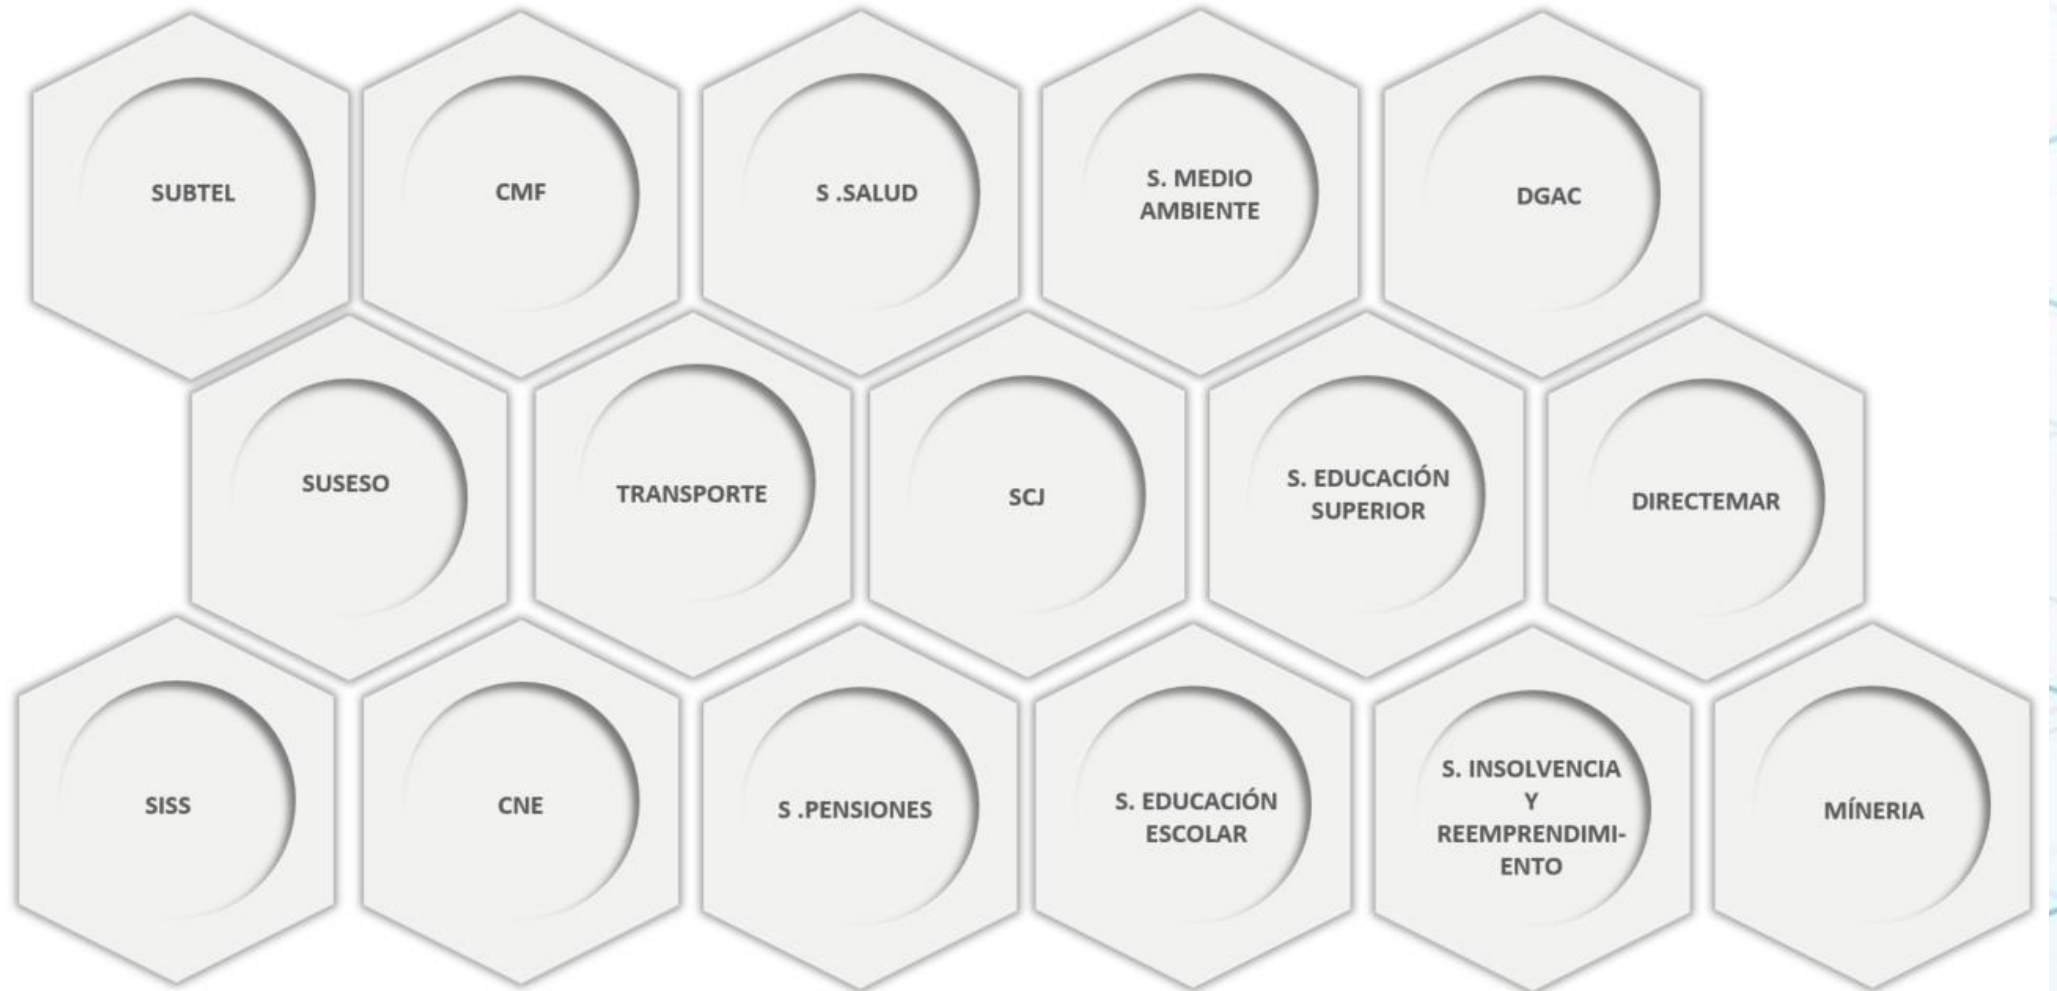 SUBTEL
CMF
S .SALUD
S. MEDIO
AMBIENTE
DGAC
SUSESO
TRANSPORTE
SCJ
S. EDUCACIÓN
SUPERIOR
DIRECTEMAR
SISS
CNE
S .PENSIONES
S. EDUCACIÓN
ESCOLAR
S. INSOLVENCIA
Y
REEMPRENDIMI-
ENTO
MÍNERIA